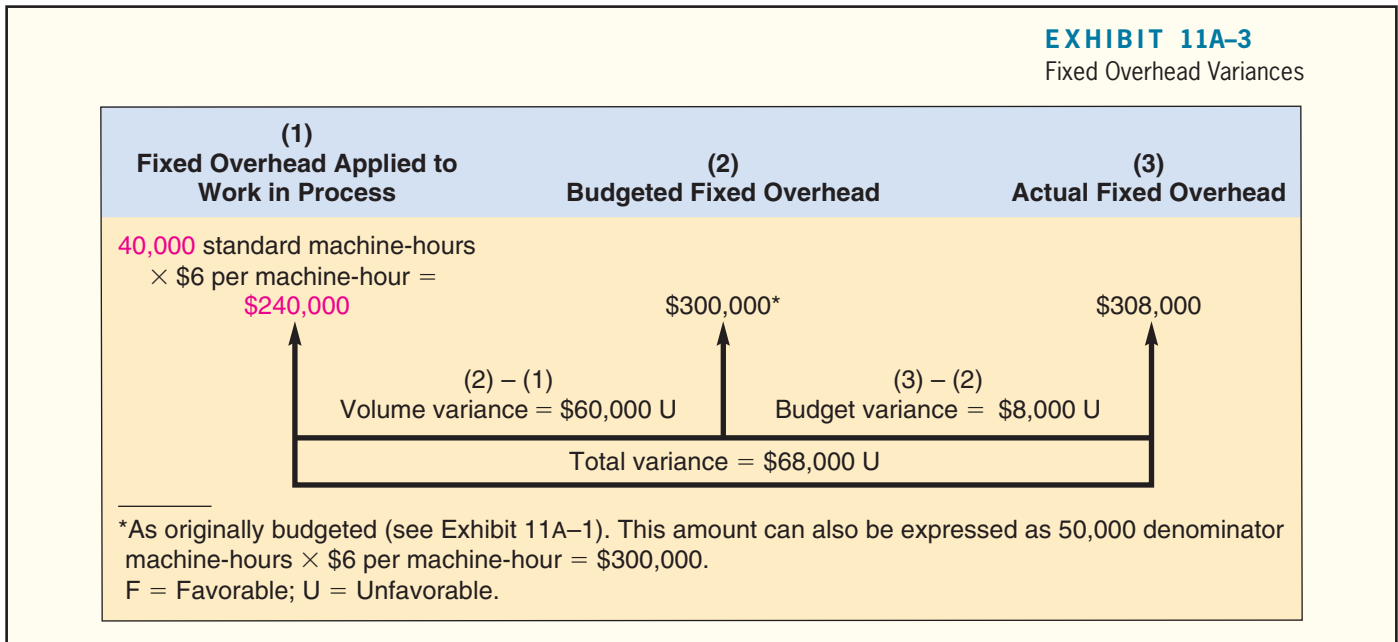 EXHIBIT 11A–3
Fixed Overhead Variances
(1)
Fixed Overhead Applied to
Work in Process
(2)
Budgeted Fixed Overhead
(3)
Actual Fixed Overhead
40,000 standard machine-hours
× $6 per machine-hour =
$240,000
$300,000*
$308,000
(2) – (1)
Volume variance = $60,000 U
(3) – (2)
Budget variance = $8,000 U
Total variance = $68,000 U
*As originally budgeted (see Exhibit 11A–1). This amount can also be expressed as 50,000 denominator
machine-hours × $6 per machine-hour = $300,000.
F = Favorable; U = Unfavorable.